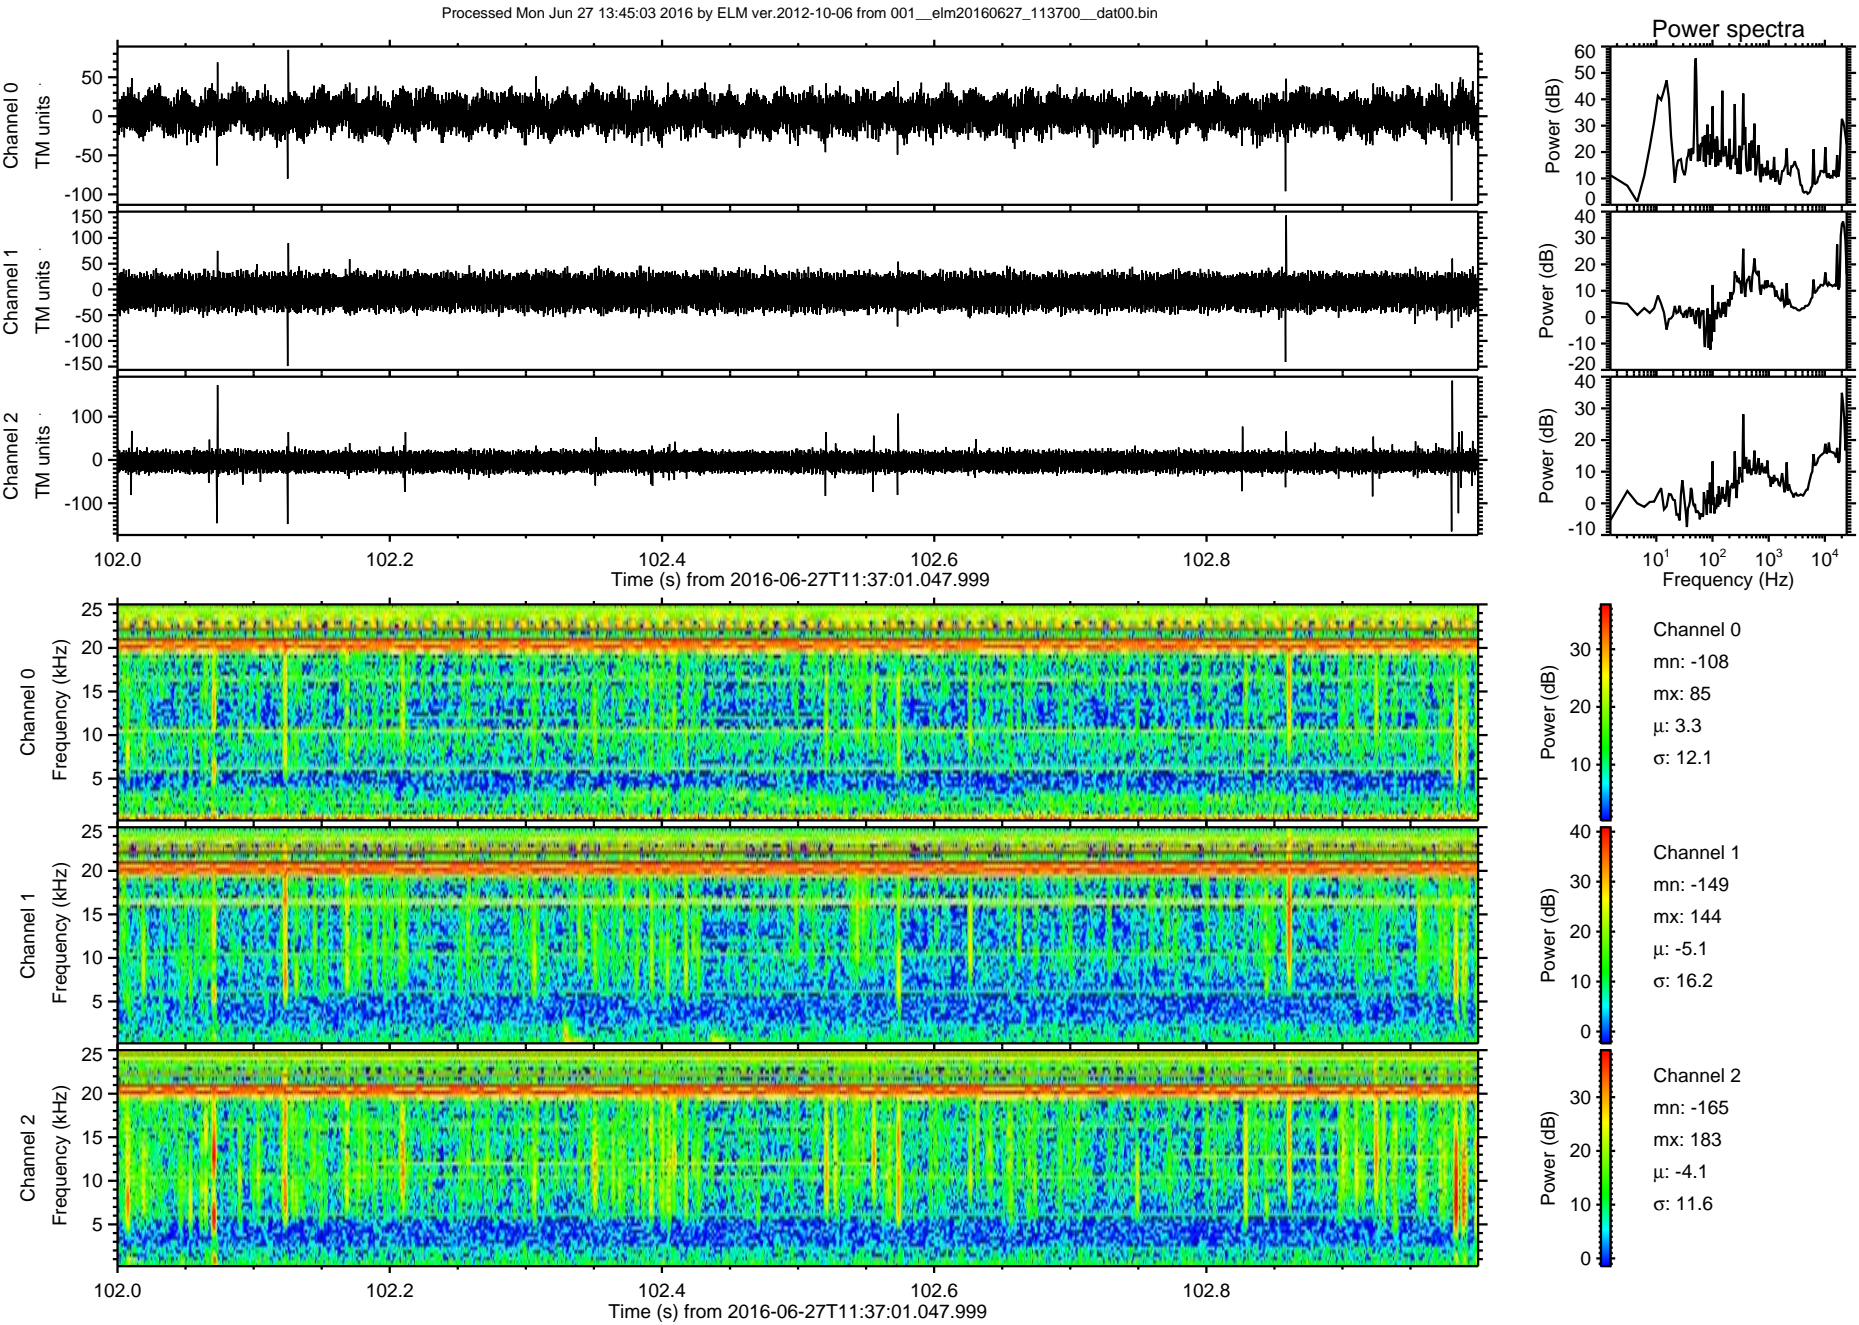 Processed Mon Jun 27 13:45:03 2016 by ELM ver.2012-10-06 from 001__elm20160627_113700__dat00.bin
Power spectra
Channel 0
TM units
50
0
-50
-100
Power (dB)
60
50
40
30
20
10
0
Channel 1
TM units
150
100
50
0
-50
-100
-150
Power (dB)
40
30
20
10
0
-10
-20
Channel 2
TM units
100
0
-100
Power (dB)
40
30
20
10
0
-10
102.0 102.2 102.4 102.6 102.8
Time (s) from 2016-06-27T11:37:01.047.999
10^1 10^2 10^3 10^4
Frequency (Hz)
Channel 0
Frequency (kHz)
25
20
15
10
5
Power (dB)
30
20
10
Channel 0
mn: -108
mx: 85
μ: 3.3
σ: 12.1
Channel 1
Frequency (kHz)
25
20
15
10
5
Power (dB)
40
30
20
10
0
Channel 1
mn: -149
mx: 144
μ: -5.1
σ: 16.2
Channel 2
Frequency (kHz)
25
20
15
10
5
Power (dB)
30
20
10
0
Channel 2
mn: -165
mx: 183
μ: -4.1
σ: 11.6
102.0 102.2 102.4 102.6 102.8
Time (s) from 2016-06-27T11:37:01.047.999